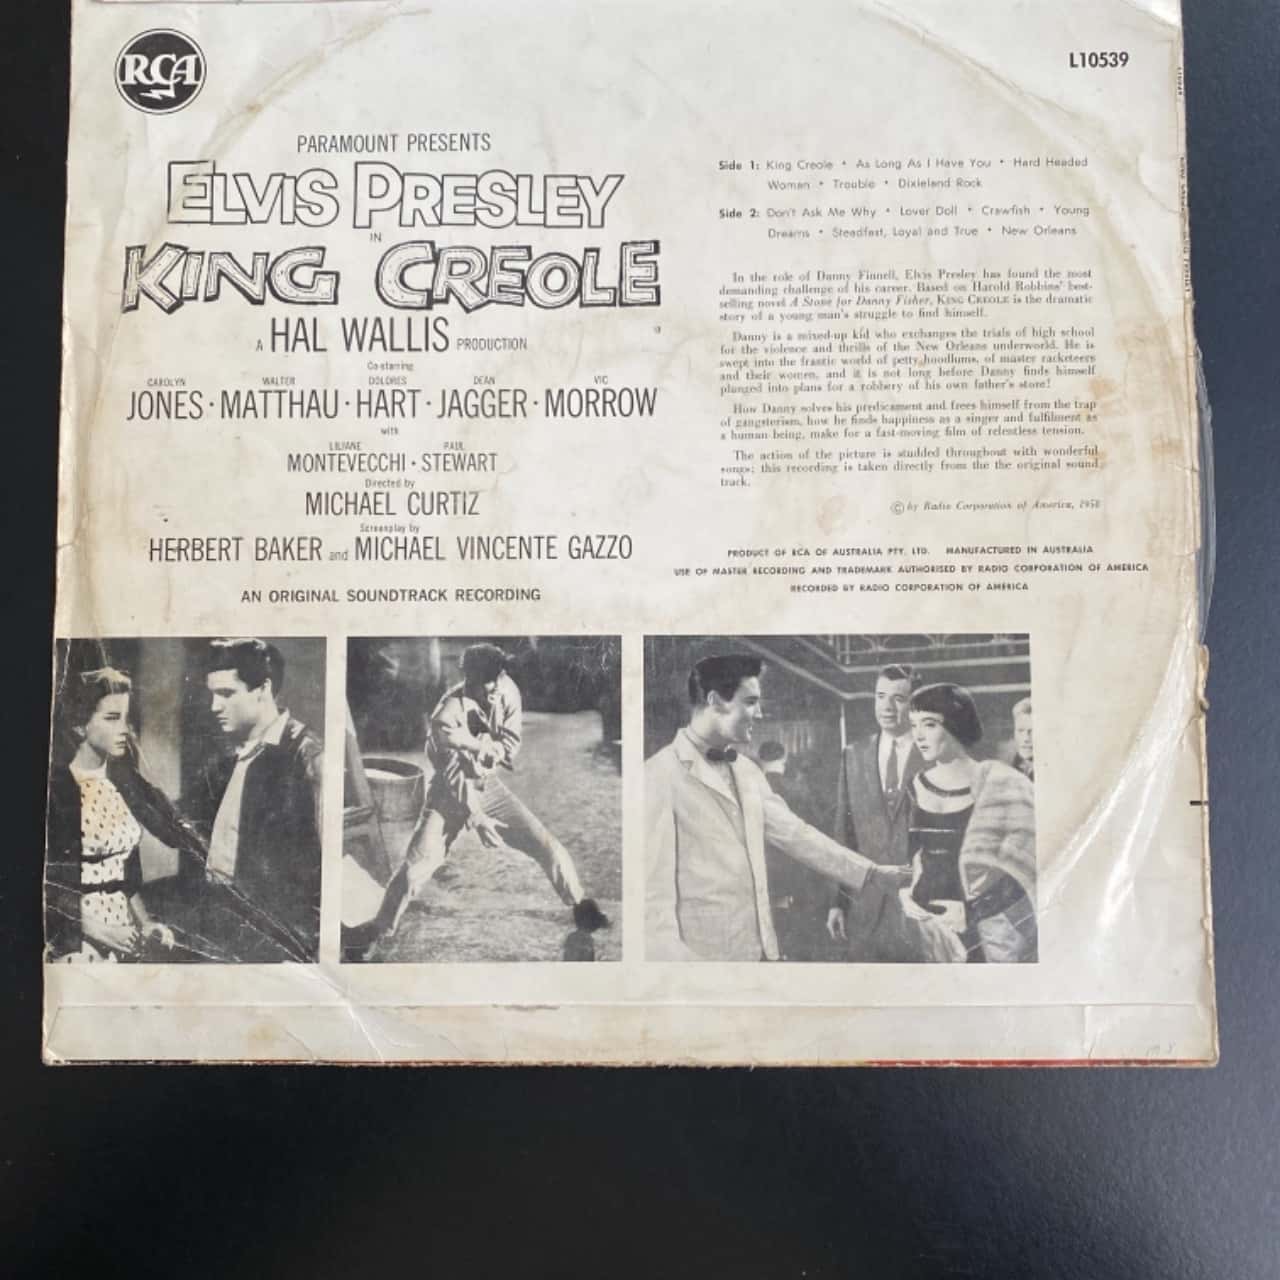 RCA
L10539
PARAMOUNT PRESENTS
ELVIS PRESLEY
IN
KING CREOLE
A HAL WALLIS PRODUCTION
Co-starring
CAROLYN WALTER DOLORES DEAN VIC
JONES · MATTHAU · HART · JAGGER · MORROW
with
LILIANE PAUL
MONTEVECCHI · STEWART
Directed by
MICHAEL CURTIZ
Screenplay by
HERBERT BAKER and MICHAEL VINCENTE GAZZO
AN ORIGINAL SOUNDTRACK RECORDING
Side 1: King Creole • As Long As I Have You • Hard Headed
Woman • Trouble • Dixieland Rock
Side 2: Don't Ask Me Why • Lover Doll • Crawfish • Young
Dreams • Steadfast, Loyal and True • New Orleans
In the role of Danny Finnell, Elvis Presley has found the most
demanding challenge of his career. Based on Harold Robbins' best-
selling novel A Stone for Danny Fisher, KING CREOLE is the dramatic
story of a young man's struggle to find himself.
Danny is a mixed-up kid who exchanges the trials of high school
for the violence and thrills of the New Orleans underworld. He is
swept into the frantic world of petty hoodlums, of master racketeers
and their women, and it is not long before Danny finds himself
plunged into plans for a robbery of his own father's store!
How Danny solves his predicament and frees himself from the trap
of gangsterism, how he finds happiness as a singer and fulfilment as
a human being, make for a fast-moving film of relentless tension.
The action of the picture is studded throughout with wonderful
songs; this recording is taken directly from the the original sound
track.
© by Radio Corporation of America, 1958
PRODUCT OF RCA OF AUSTRALIA PTY. LTD. MANUFACTURED IN AUSTRALIA
USE OF MASTER RECORDING AND TRADEMARK AUTHORISED BY RADIO CORPORATION OF AMERICA
RECORDED BY RADIO CORPORATION OF AMERICA